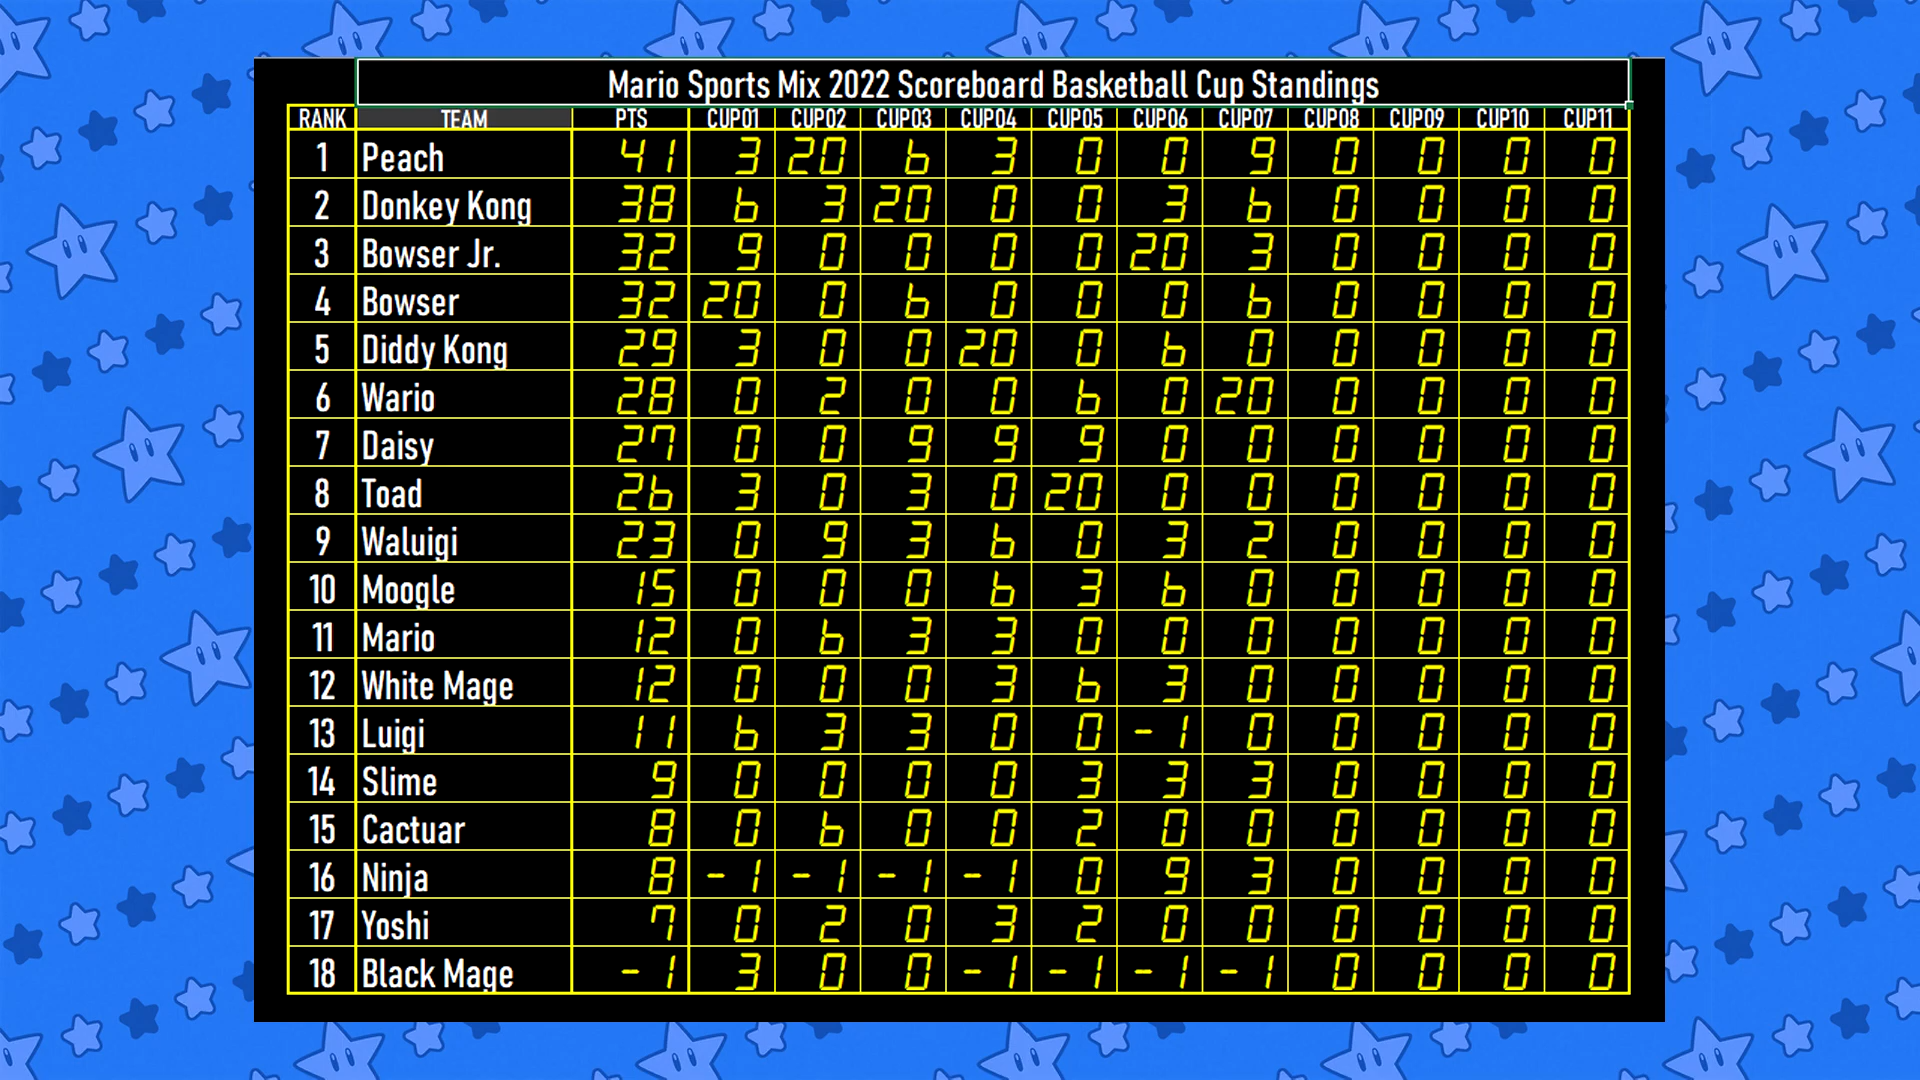 Mario Sports Mix 2022 Scoreboard Basketball Cup Standings
RANK TEAM PTS CUP01 CUP02 CUP03 CUP04 CUP05 CUP06 CUP07 CUP08 CUP09 CUP10 CUP11
1 Peach 41 3 20 6 3 0 0 9 0 0 0 0
2 Donkey Kong 38 6 3 20 0 0 3 6 0 0 0 0
3 Bowser Jr. 32 9 0 0 0 0 20 3 0 0 0 0
4 Bowser 32 20 0 6 0 0 0 6 0 0 0 0
5 Diddy Kong 29 3 0 0 20 0 6 0 0 0 0 0
6 Wario 28 0 2 0 0 6 0 20 0 0 0 0
7 Daisy 27 0 0 9 9 9 0 0 0 0 0 0
8 Toad 26 3 0 3 0 20 0 0 0 0 0 0
9 Waluigi 23 0 9 3 6 0 3 2 0 0 0 0
10 Moogle 15 0 0 0 6 3 6 0 0 0 0 0
11 Mario 12 0 6 3 3 0 0 0 0 0 0 0
12 White Mage 12 0 0 0 3 6 3 0 0 0 0 0
13 Luigi 11 6 3 3 0 0 -1 0 0 0 0 0
14 Slime 9 0 0 0 0 3 3 3 0 0 0 0
15 Cactuar 8 0 6 0 0 2 0 0 0 0 0 0
16 Ninja 8 -1 -1 -1 -1 0 9 3 0 0 0 0
17 Yoshi 7 0 2 0 3 2 0 0 0 0 0 0
18 Black Mage -1 3 0 0 -1 -1 -1 -1 0 0 0 0